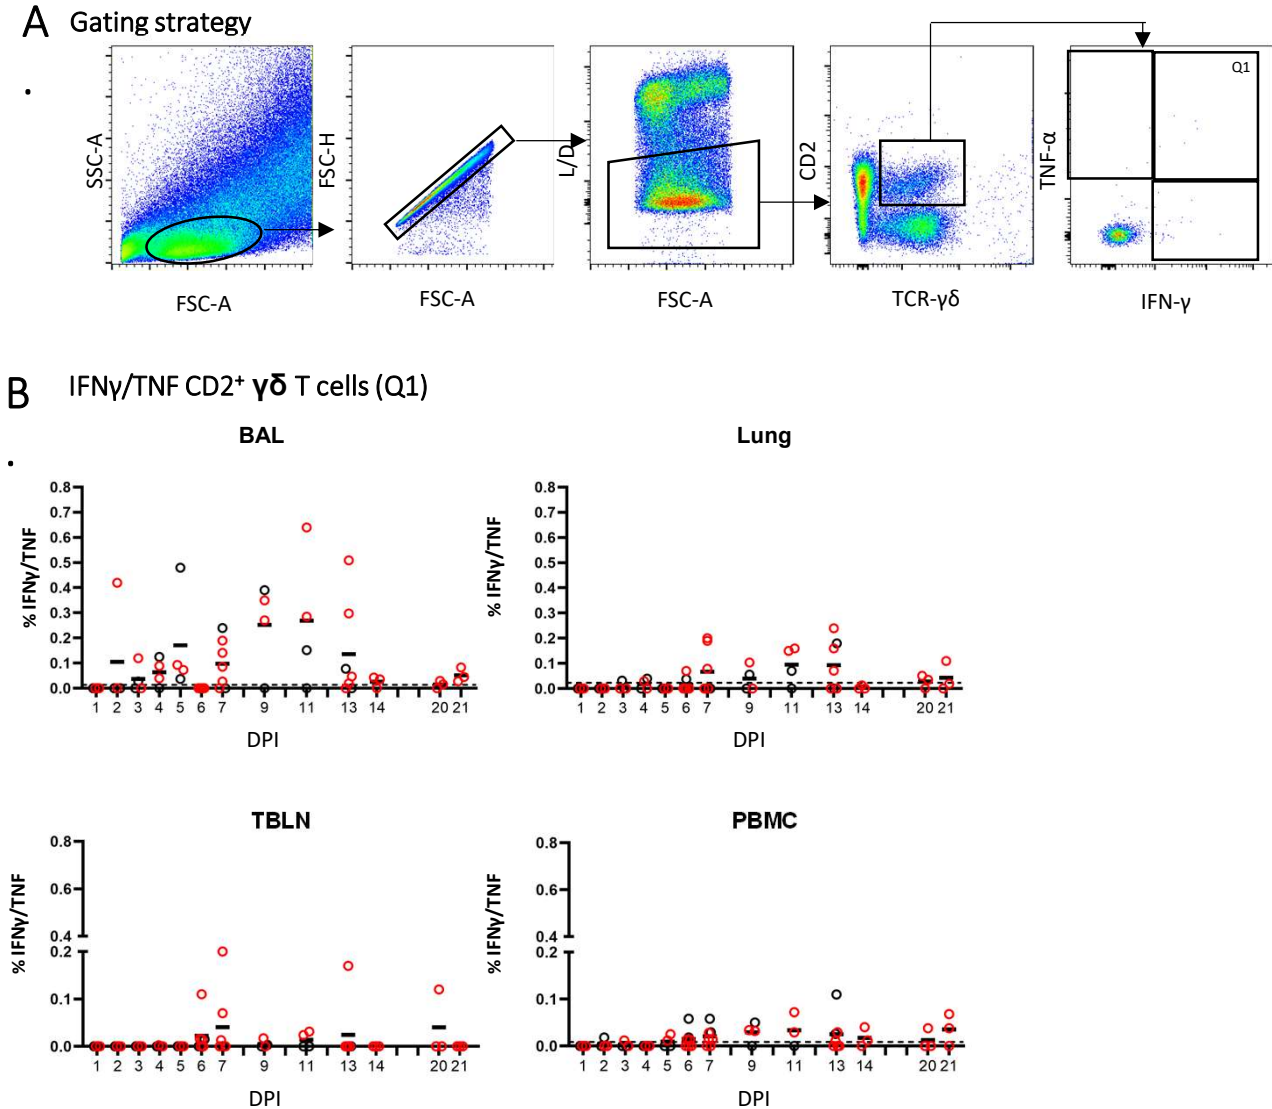 A Gating strategy
.
SSC-A
FSC-A
FSC-H
FSC-A
L/D
FSC-A
CD2
TCR-γδ
TNF-α
Q1
IFN-γ
B IFNγ/TNF CD2⁺ γδ T cells (Q1)
.
BAL
% IFNγ/TNF
0.8
0.7
0.6
0.5
0.4
0.3
0.2
0.1
0.0
1 2 3 4 5 6 7 9 11 13 14 20 21
DPI
Lung
% IFNγ/TNF
0.8
0.7
0.6
0.5
0.4
0.3
0.2
0.1
0.0
1 2 3 4 5 6 7 9 11 13 14 20 21
DPI
TBLN
% IFNγ/TNF
0.8
0.6
0.4
0.2
0.1
0.0
1 2 3 4 5 6 7 9 11 13 14 20 21
DPI
PBMC
% IFNγ/TNF
0.8
0.6
0.4
0.2
0.1
0.0
1 2 3 4 5 6 7 9 11 13 14 20 21
DPI